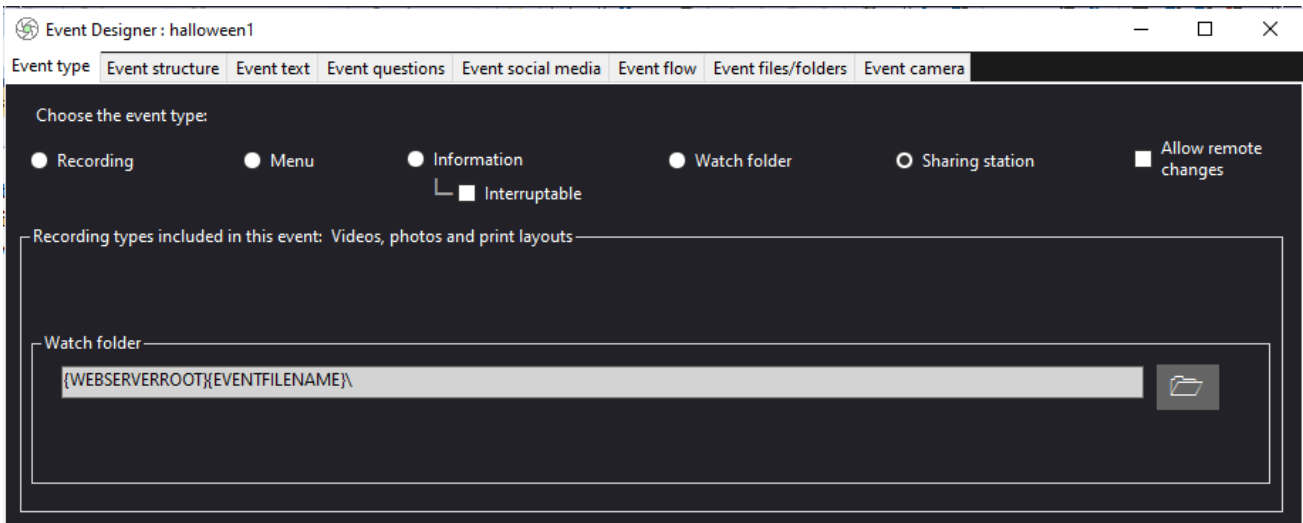 Event Designer : halloween1
Event type Event structure Event text Event questions Event social media Event flow Event files/folders Event camera
Choose the event type:
Recording Menu Information Watch folder Sharing station Allow remote changes
Interruptable
Recording types included in this event: Videos, photos and print layouts
Watch folder
{WEBSERVERROOT}{EVENTFILENAME}\